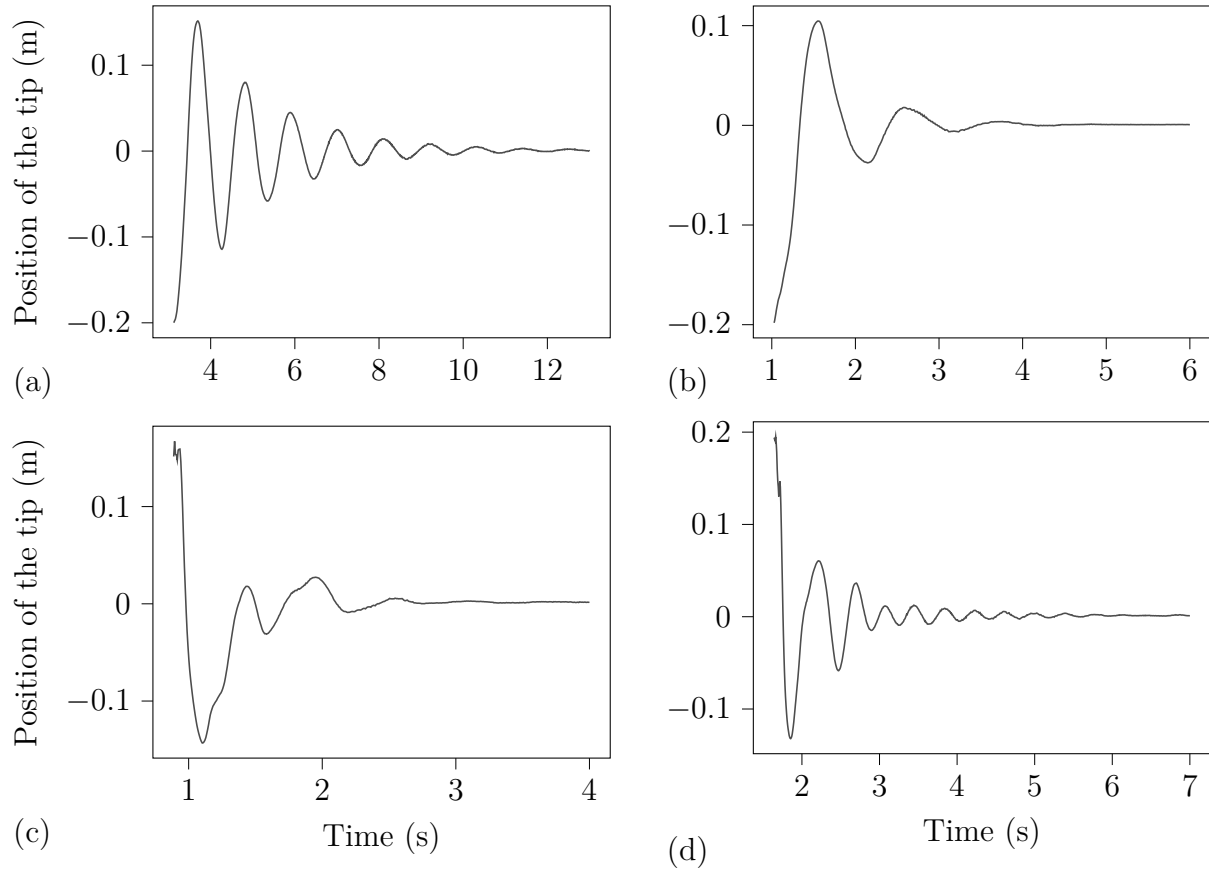 Position of the tip (m)
0.1
0
−0.1
−0.2
4 6 8 10 12
(a)
0.1
0
−0.1
−0.2
1 2 3 4 5 6
(b)
Position of the tip (m)
0.1
0
−0.1
1 2 3 4
Time (s)
(c)
0.2
0.1
0
−0.1
2 3 4 5 6 7
Time (s)
(d)